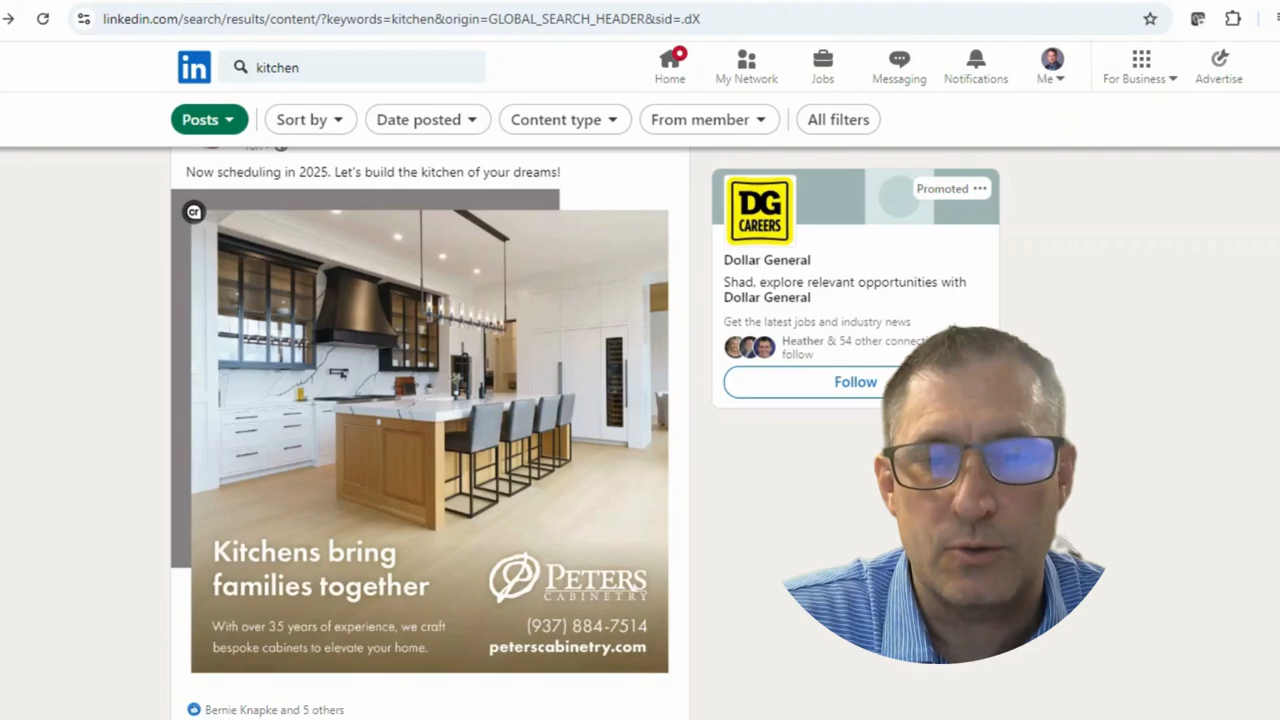 linkedin.com/search/results/content/?keywords=kitchen&origin=GLOBAL_SEARCH_HEADER&sid=.dX
in
kitchen
Home
My Network
Jobs
Messaging
Notifications
Me
For Business
Advertise
Posts
Sort by
Date posted
Content type
From member
All filters
Now scheduling in 2025. Let's build the kitchen of your dreams!
cr
Kitchens bring
families together
With over 35 years of experience, we craft
bespoke cabinets to elevate your home.
PETERS
CABINETRY
(937) 884-7514
peterscabinetry.com
Bernie Knapke and 5 others
Promoted
DG
CAREERS
Dollar General
Shad, explore relevant opportunities with
Dollar General
Get the latest jobs and industry news
Heather & 54 other
follow
Follow